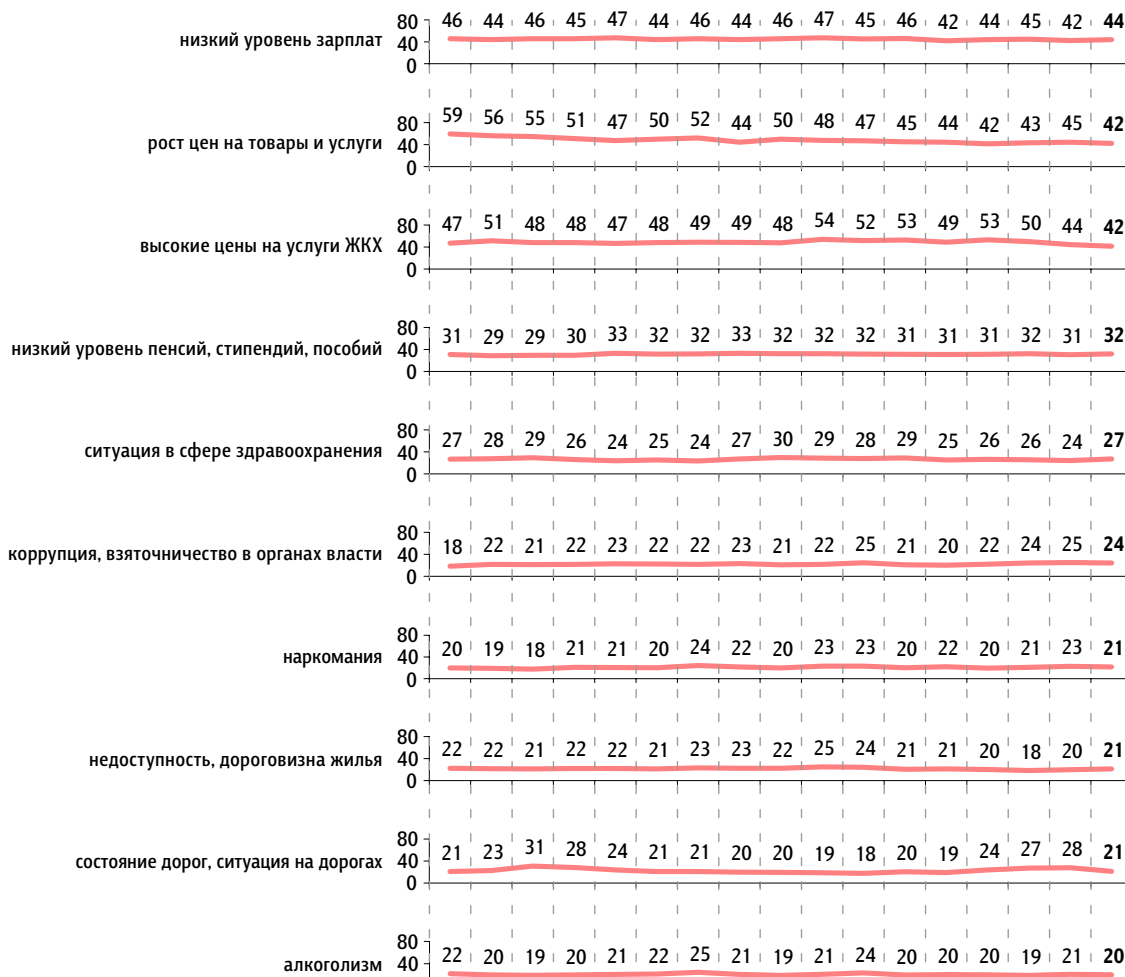 80 46 44 46 45 47 44 46 44 46 47 45 46 42 44 45 42 44
низкий уровень зарплат
40
0
59 56 55 51 47 50 52 44 50 48 47 45 44 42 43 45 42
80
рост цен на товары и услуги
40
0
47 51 48 48 47 48 49 49 48 54 52 53 49 53 50 44 42
80
высокие цены на услуги ЖКХ
40
0
80 31 29 29 30 33 32 32 33 32 32 32 31 31 31 32 31 32
низкий уровень пенсий, стипендий, пособий
40
0
80 27 28 29 26 24 25 24 27 30 29 28 29 25 26 26 24 27
ситуация в сфере здравоохранения
40
0
80 18 22 21 22 23 22 22 23 21 22 25 21 20 22 24 25 24
коррупция, взяточничество в органах власти
40
0
80 20 19 18 21 21 20 24 22 20 23 23 20 22 20 21 23 21
наркомания
40
0
80 22 22 21 22 22 21 23 23 22 25 24 21 21 20 18 20 21
недоступность, дороговизна жилья
40
0
80 21 23 31 28 24 21 21 20 20 19 18 20 19 24 27 28 21
состояние дорог, ситуация на дорогах
40
0
80 22 20 19 20 21 22 25 21 19 21 24 20 20 20 19 21 20
алкоголизм
40